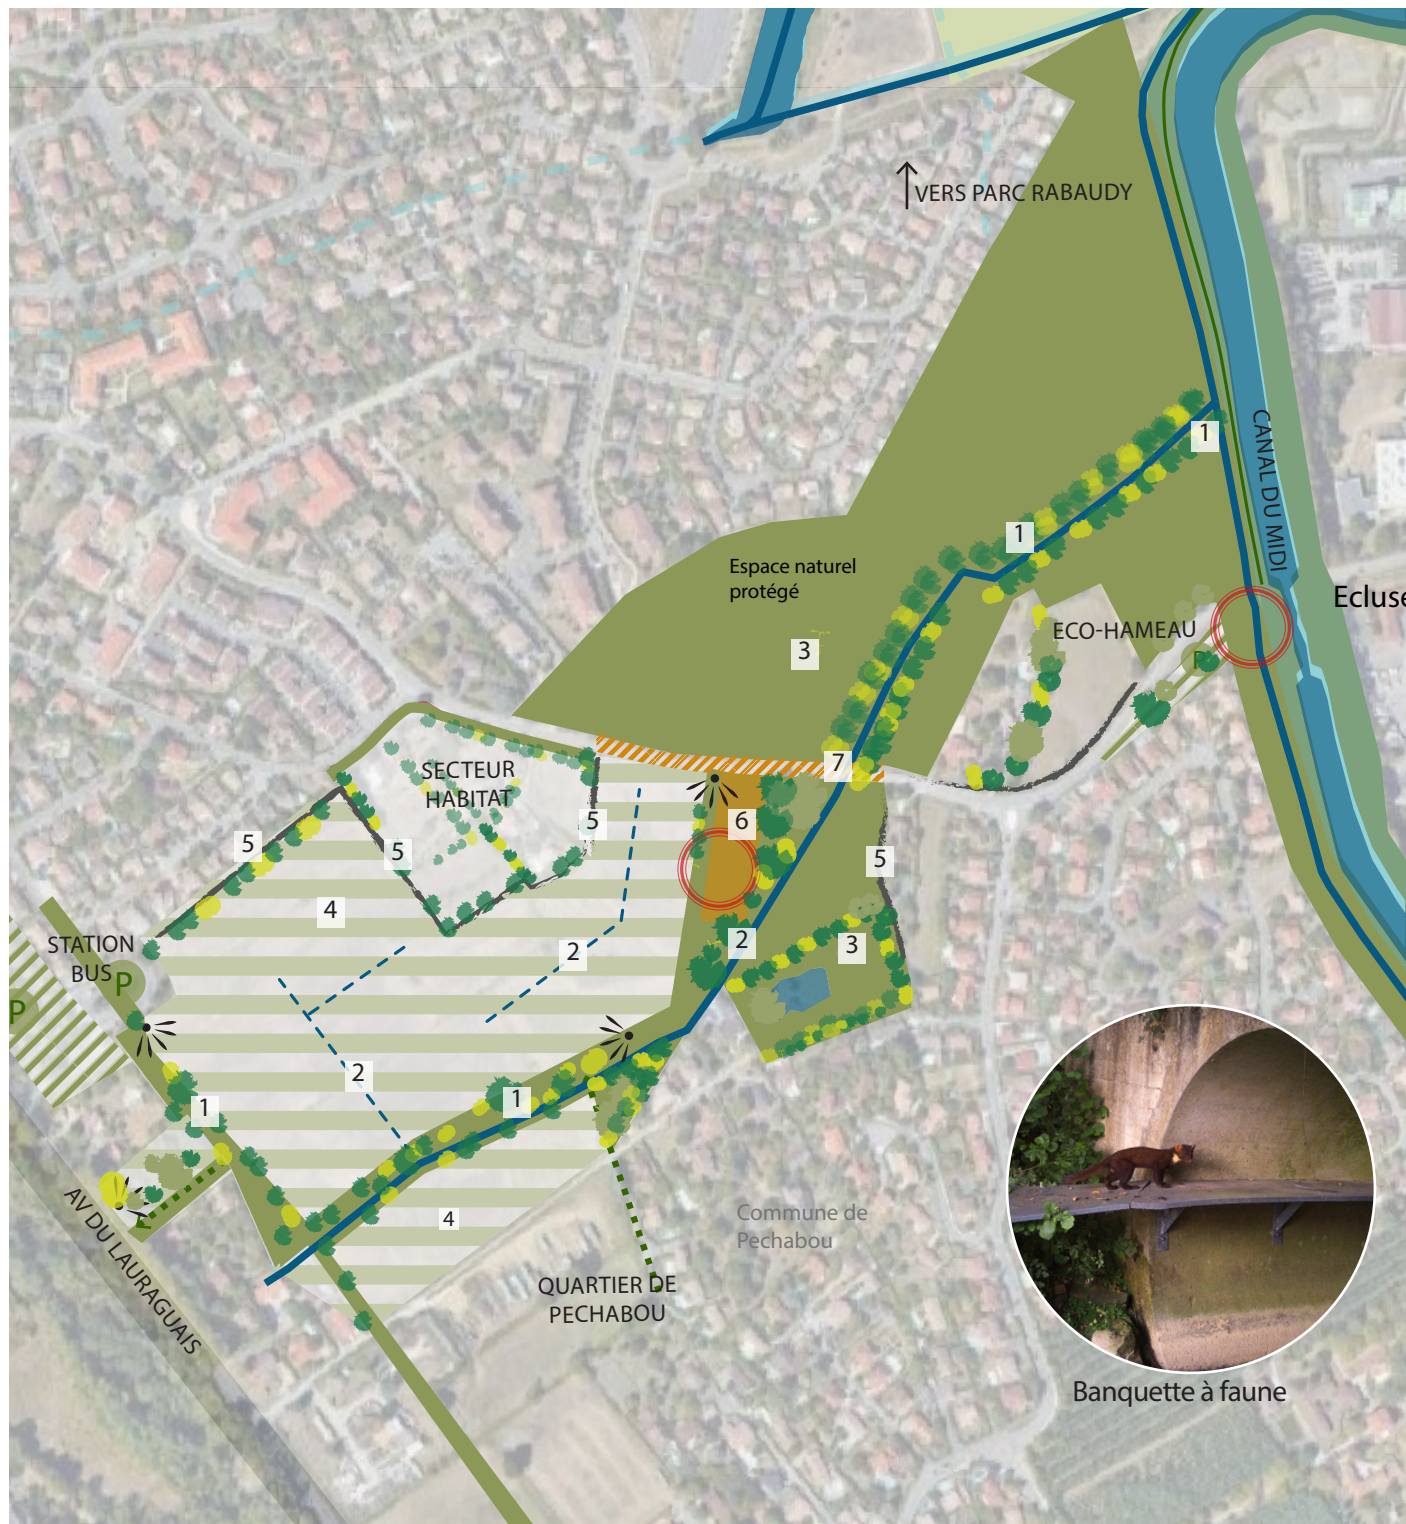 VERS PARC RABAUDY
1
CANAL DU MIDI
1
Espace naturel
protégé
Ecluse
ECO-HAMEAU
3
P
7
SECTEUR
HABITAT
5
6
5
5
5
4
2
3
STATION
BUS
2
P
P
2
1
1
4
AV DU LAURAGUAIS
Commune de
Pechabou
QUARTIER DE
PECHABOU
Banquette à faune